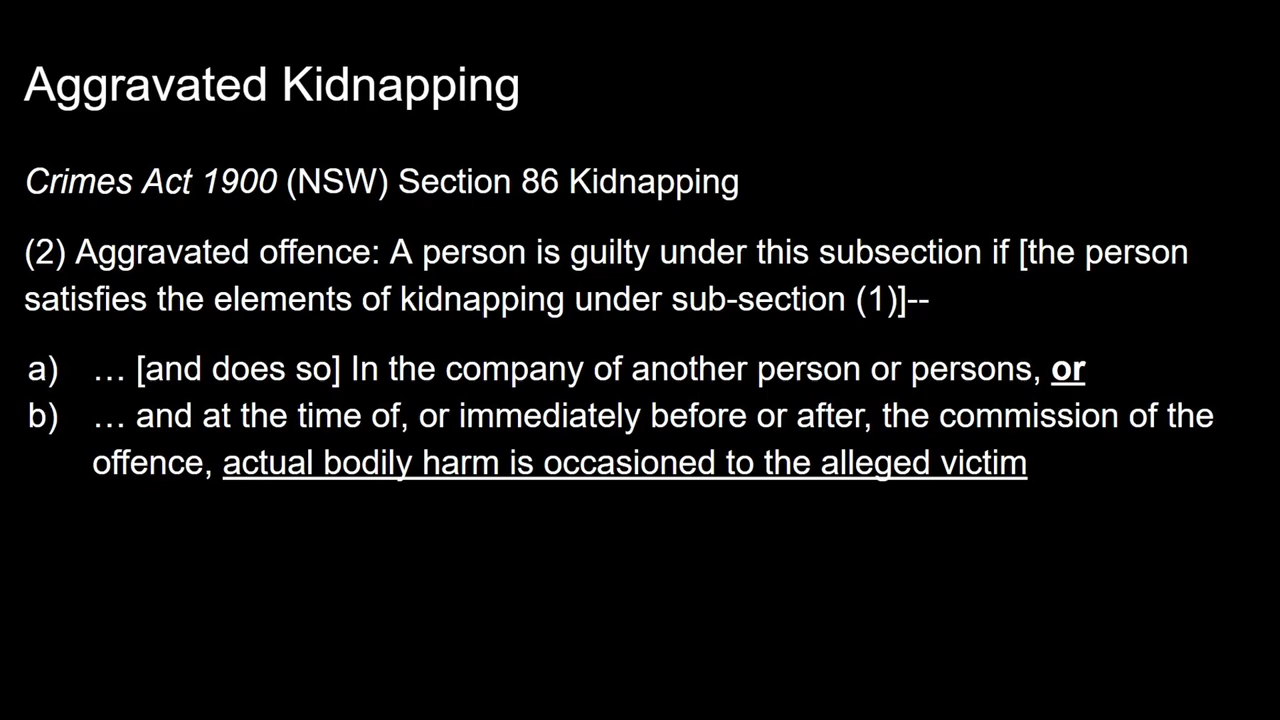 Aggravated Kidnapping
Crimes Act 1900 (NSW) Section 86 Kidnapping
(2) Aggravated offence: A person is guilty under this subsection if [the person
satisfies the elements of kidnapping under sub-section (1)]--
a) … [and does so] In the company of another person or persons, or
b) … and at the time of, or immediately before or after, the commission of the
offence, actual bodily harm is occasioned to the alleged victim